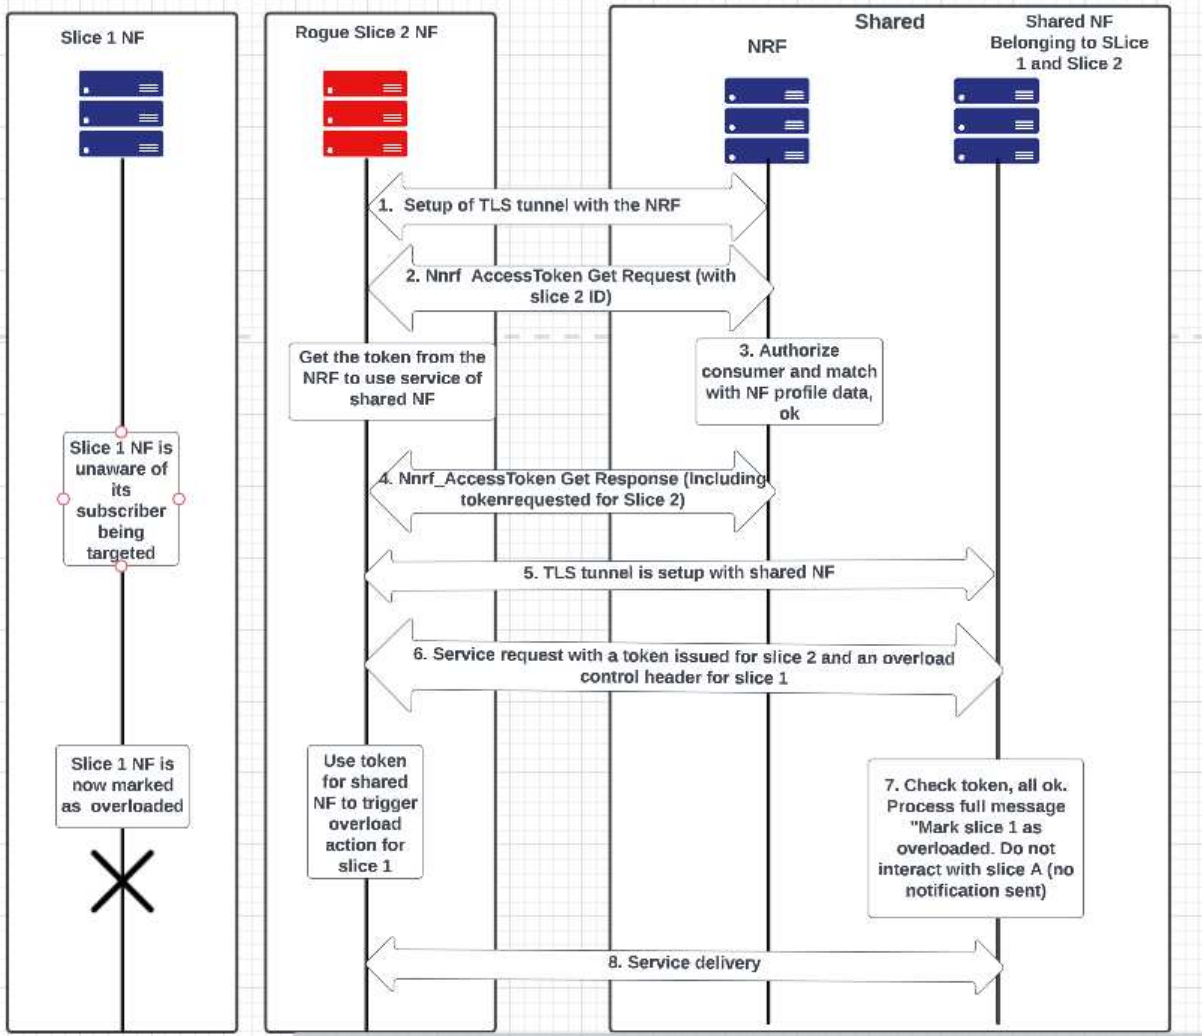 Slice 1 NF
Rogue Slice 2 NF
Shared
NRF
Shared NF
Belonging to SLice
1 and Slice 2
1. Setup of TLS tunnel with the NRF
2. Nnrf_AccessToken Get Request (with
slice 2 ID)
Get the token from the
NRF to use service of
shared NF
3. Authorize
consumer and match
with NF profile data,
ok
Slice 1 NF is
unaware of
its
subscriber
being
targetted
4. Nnrf_AccessToken Get Response (Including
tokenrequested for Slice 2)
5. TLS tunnel is setup with shared NF
6. Service request with a token issued for slice 2 and an overload
control header for slice 1
Slice 1 NF is
now marked
as overloaded
Use token
for shared
NF to trigger
overload
action for
slice 1
7. Check token, all ok.
Process full message
"Mark slice 1 as
overloaded. Do not
interact with slice A (no
notification sent)
8. Service delivery